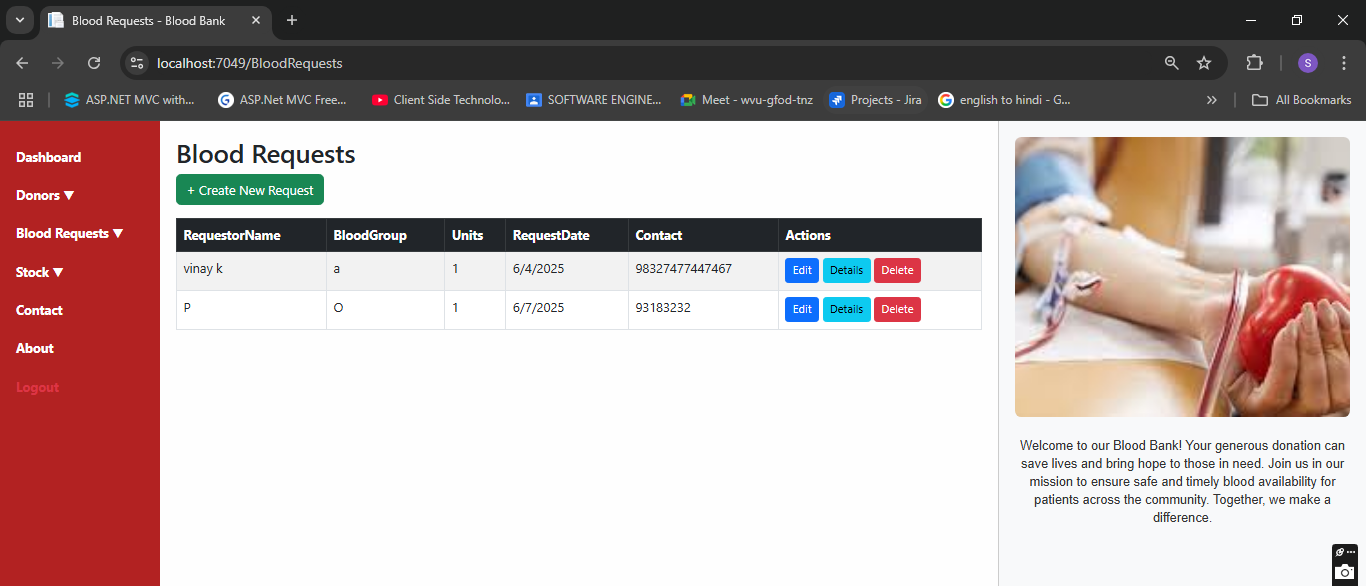 Blood Requests - Blood Bank
localhost:7049/BloodRequests
S
ASP.NET MVC with...
ASP.Net MVC Free...
Client Side Technolo...
SOFTWARE ENGINE...
Meet - wvu-gfod-tnz
Projects - Jira
english to hindi - G...
All Bookmarks
Dashboard
Donors ▼
Blood Requests ▼
Stock ▼
Contact
About
Logout
Blood Requests
+ Create New Request
RequestorName BloodGroup Units RequestDate Contact Actions
vinay k a 1 6/4/2025 98327477447467 Edit Details Delete
P O 1 6/7/2025 93183232 Edit Details Delete
Welcome to our Blood Bank! Your generous donation can
save lives and bring hope to those in need. Join us in our
mission to ensure safe and timely blood availability for
patients across the community. Together, we make a
difference.